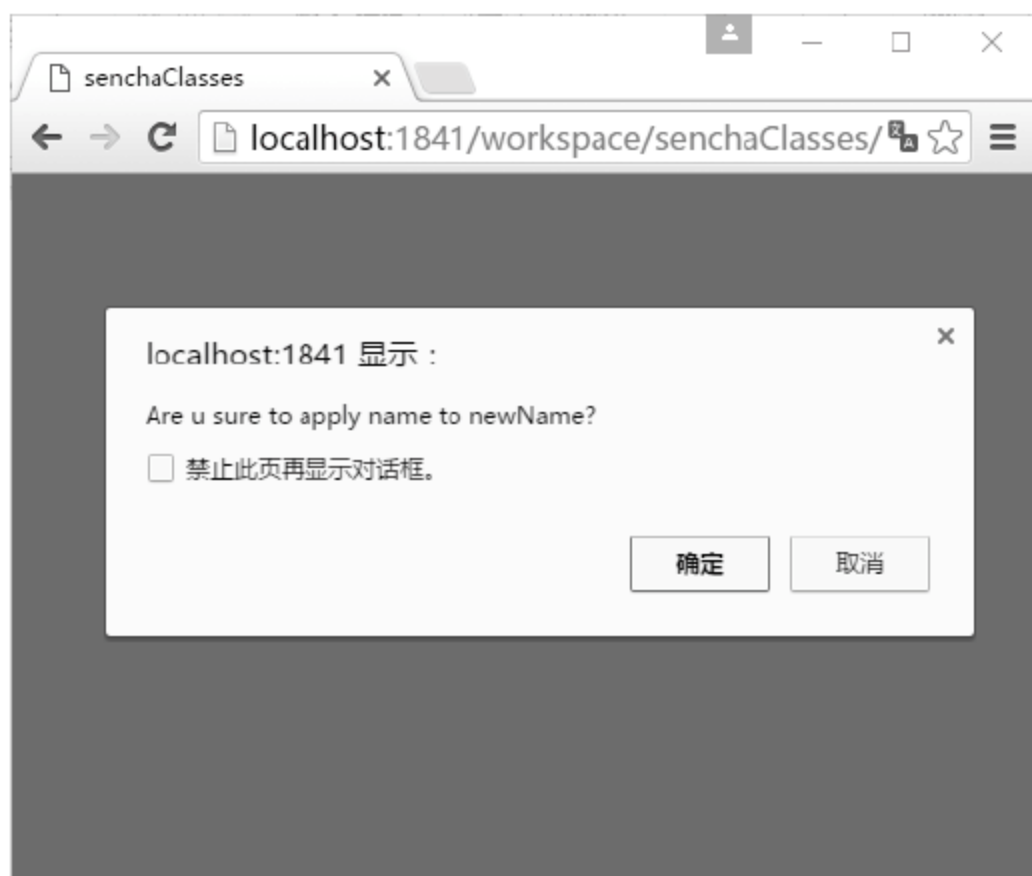 senchaClasses
localhost:1841/workspace/senchaClasses/
localhost:1841 显示：
Are u sure to apply name to newName?
禁止此页再显示对话框。
确定 取消